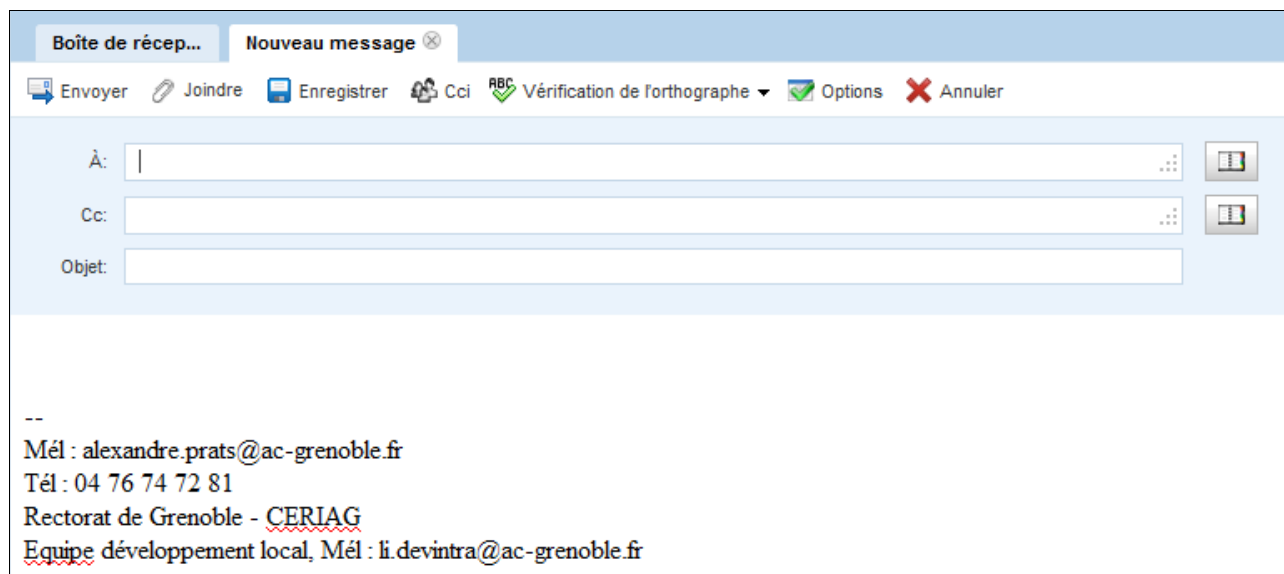 Boîte de récep... Nouveau message
Envoyer Joindre Enregistrer Cci ABC Vérification de l'orthographe Options Annuler
À:
Cc:
Objet:
--
Mél : alexandre.prats@ac-grenoble.fr
Tél : 04 76 74 72 81
Rectorat de Grenoble - CERIAG
Equipe développement local, Mél : li.devintra@ac-grenoble.fr